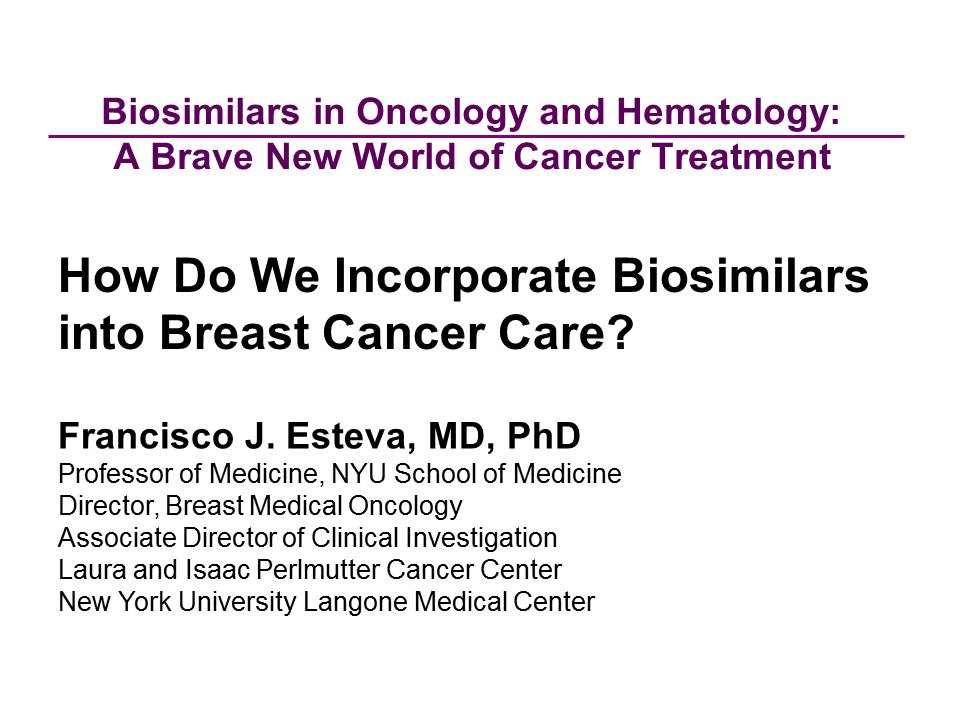 Biosimilars in Oncology and Hematology:
A Brave New World of Cancer Treatment
How Do We Incorporate Biosimilars
into Breast Cancer Care?
Francisco J. Esteva, MD, PhD
Professor of Medicine, NYU School of Medicine
Director, Breast Medical Oncology
Associate Director of Clinical Investigation
Laura and Isaac Perlmutter Cancer Center
New York University Langone Medical Center